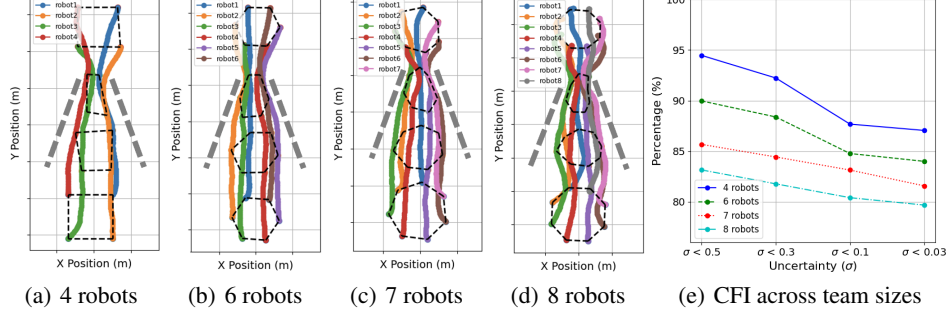 robot1
robot2
robot3
robot4
Y Position (m)
X Position (m)
(a) 4 robots
robot1
robot2
robot3
robot4
robot5
robot6
Y Position (m)
X Position (m)
(b) 6 robots
robot1
robot2
robot3
robot4
robot5
robot6
robot7
Y Position (m)
X Position (m)
(c) 7 robots
robot1
robot2
robot3
robot4
robot5
robot6
robot7
robot8
Y Position (m)
X Position (m)
(d) 8 robots
100
95
90
85
80
Percentage (%)
4 robots
6 robots
7 robots
8 robots
σ < 0.5 σ < 0.3 σ < 0.1 σ < 0.03
Uncertainty (σ)
(e) CFI across team sizes